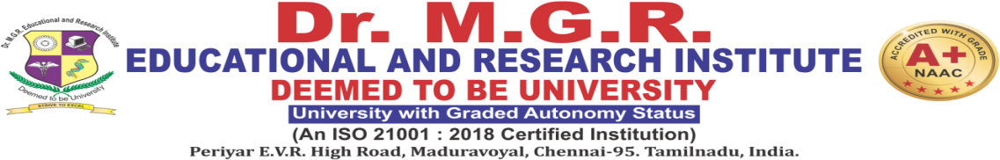 Dr. M.G.R. Educational and Research Institute
Deemed to be University
STRIVE TO EXCEL
Dr. M.G.R.
EDUCATIONAL AND RESEARCH INSTITUTE
DEEMED TO BE UNIVERSITY
University with Graded Autonomy Status
(An ISO 21001 : 2018 Certified Institution)
Periyar E.V.R. High Road, Maduravoyal, Chennai-95. Tamilnadu, India.
ACCREDITED WITH GRADE
A+
NAAC